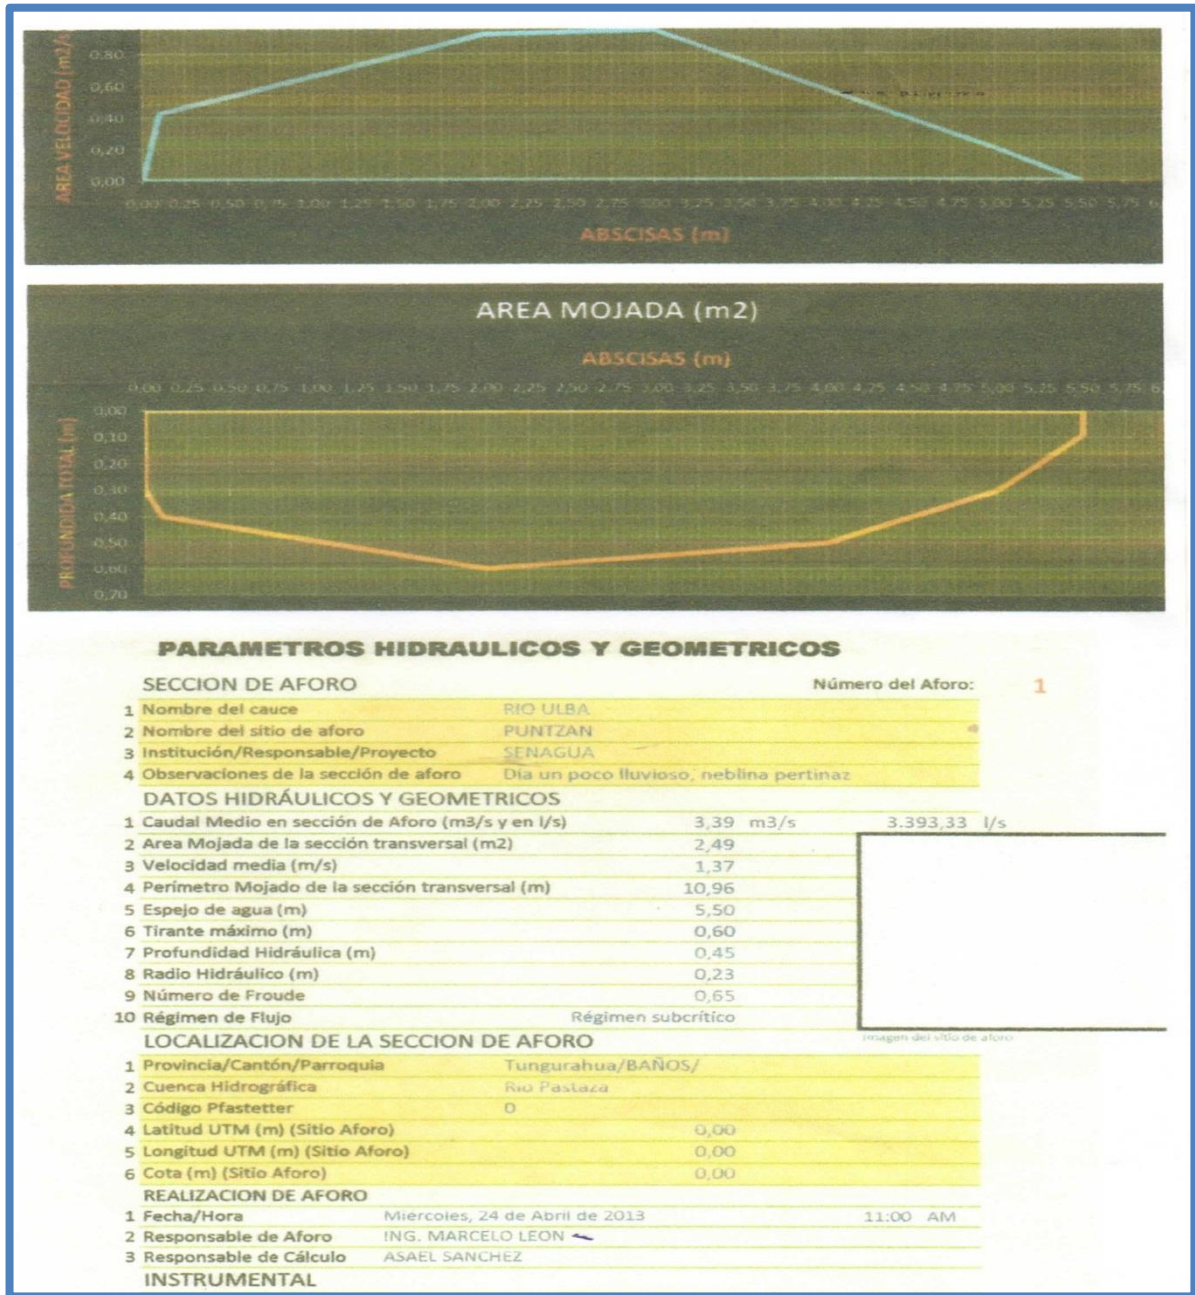 AREA VELOCIDAD (m2/s
0,80
0,60
0,40
0,20
0,00
0,00 0,25 0,50 0,75 1,00 1,25 1,50 1,75 2,00 2,25 2,50 2,75 3,00 3,25 3,50 3,75 4,00 4,25 4,50 4,75 5,00 5,25 5,50 5,75 6,
ABSCISAS (m)
AREA MOJADA (m2)
ABSCISAS (m)
0,00 0,25 0,50 0,75 1,00 1,25 1,50 1,75 2,00 2,25 2,50 2,75 3,00 3,25 3,50 3,75 4,00 4,25 4,50 4,75 5,00 5,25 5,50 5,75 6,
PROFUNDIDA TOTAL (m)
0,00
0,10
0,20
0,30
0,40
0,50
0,60
0,70
PARAMETROS HIDRAULICOS Y GEOMETRICOS
SECCION DE AFORO Número del Aforo: 1
1 Nombre del cauce RIO ULBA
2 Nombre del sitio de aforo PUNTZAN
3 Institución/Responsable/Proyecto SENAGUA
4 Observaciones de la sección de aforo Día un poco lluvioso, neblina pertinaz
DATOS HIDRÁULICOS Y GEOMETRICOS
1 Caudal Medio en sección de Aforo (m3/s y en l/s) 3,39 m3/s 3.393,33 l/s
2 Area Mojada de la sección transversal (m2) 2,49
3 Velocidad media (m/s) 1,37
4 Perímetro Mojado de la sección transversal (m) 10,96
5 Espejo de agua (m) 5,50
6 Tirante máximo (m) 0,60
7 Profundidad Hidráulica (m) 0,45
8 Radio Hidráulico (m) 0,23
9 Número de Froude 0,65
10 Régimen de Flujo Régimen subcrítico
Imagen del sitio de aforo
LOCALIZACION DE LA SECCION DE AFORO
1 Provincia/Cantón/Parroquia Tungurahua/BAÑOS/
2 Cuenca Hidrográfica Rio Pastaza
3 Código Pfastetter 0
4 Latitud UTM (m) (Sitio Aforo) 0,00
5 Longitud UTM (m) (Sitio Aforo) 0,00
6 Cota (m) (Sitio Aforo) 0,00
REALIZACION DE AFORO
1 Fecha/Hora Miercoles, 24 de Abril de 2013 11:00 AM
2 Responsable de Aforo ING. MARCELO LEON
3 Responsable de Cálculo ASAEL SANCHEZ
INSTRUMENTAL